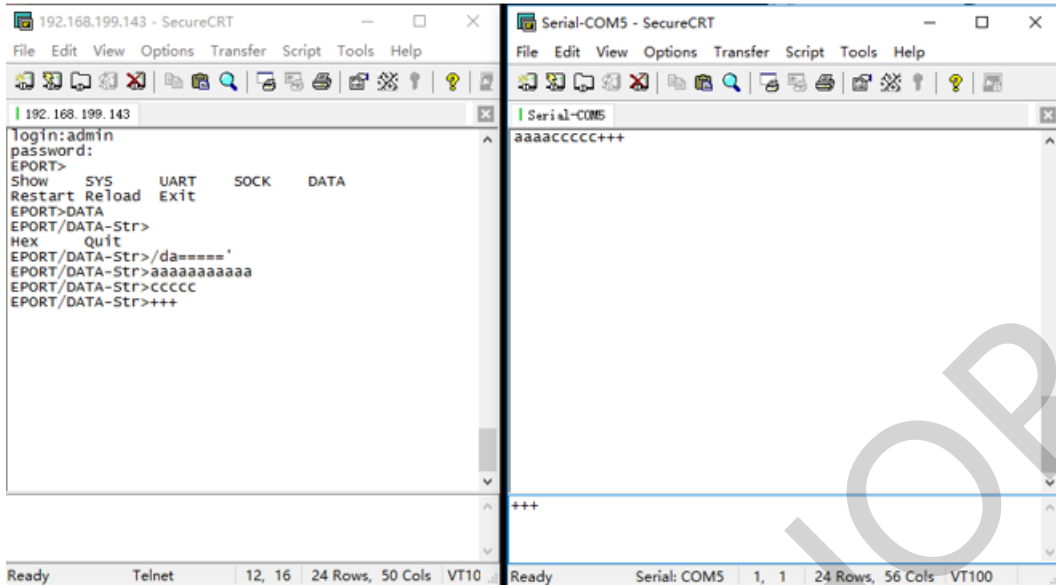 192.168.199.143 - SecureCRT
File Edit View Options Transfer Script Tools Help
192.168.199.143
login:admin
password:
EPORT>
Show SYS UART SOCK DATA
Restart Reload Exit
EPORT>DATA
EPORT/DATA-Str>
Hex Quit
EPORT/DATA-Str>/da====='
EPORT/DATA-Str>aaaaaaaaaaa
EPORT/DATA-Str>ccccc
EPORT/DATA-Str>+++
Ready Telnet 12, 16 24 Rows, 50 Cols VT10
Serial-COM5 - SecureCRT
File Edit View Options Transfer Script Tools Help
Serial-COM5
aaaaccccc+++
+++
Ready Serial: COM5 1, 1 24 Rows, 56 Cols VT100